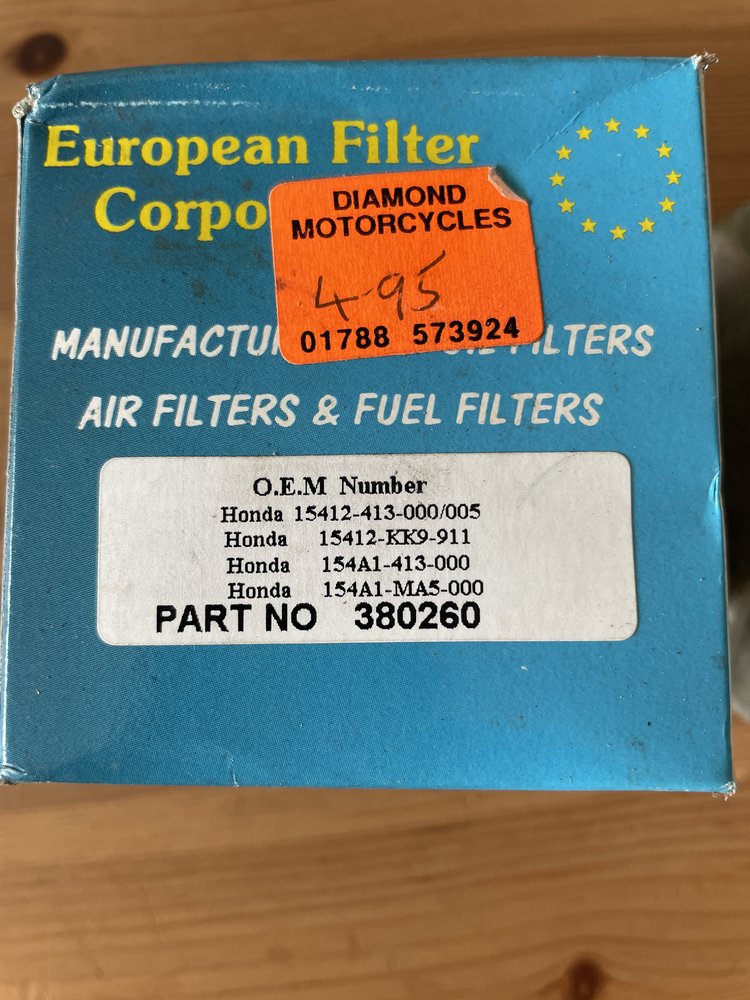 European Filter
Corpo
DIAMOND
MOTORCYCLES
4.95
01788 573924
MANUFACTU FILTERS
AIR FILTERS & FUEL FILTERS
O.E.M Number
Honda 15412-413-000/005
Honda 15412-KK9-911
Honda 154A1-413-000
Honda 154A1-MA5-000
PART NO 380260